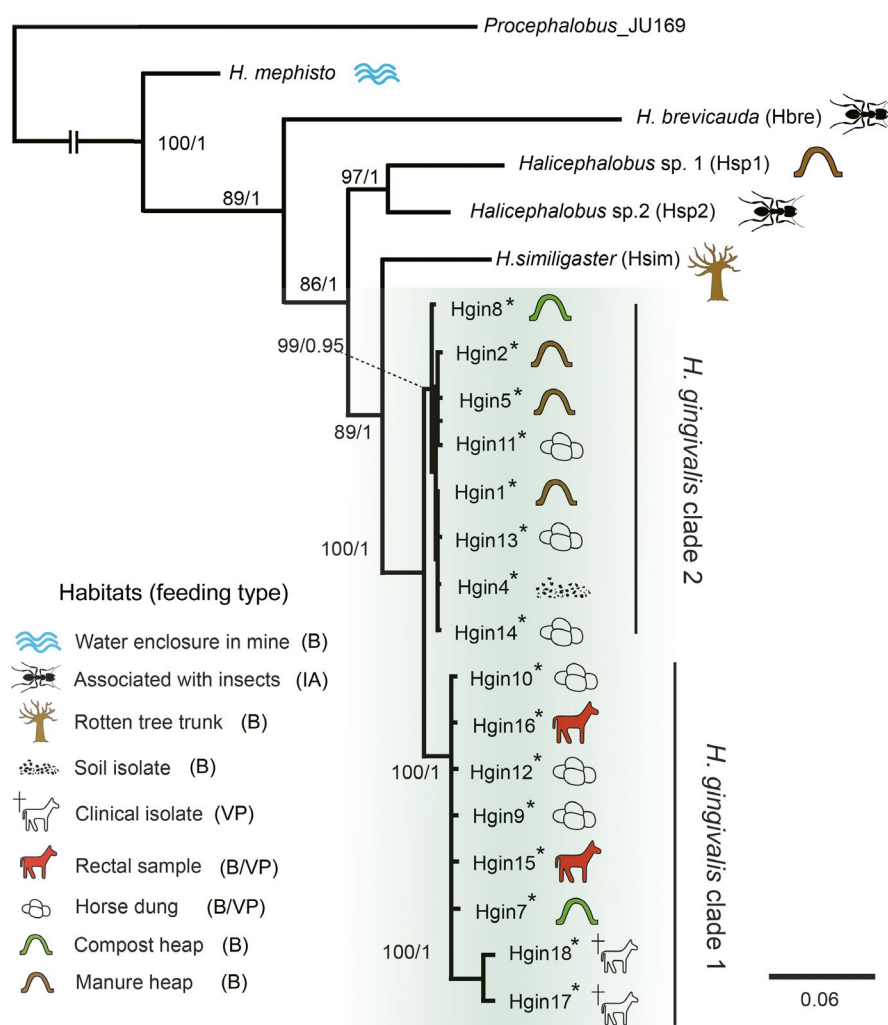 Procephalobus_JU169
H. mephisto
100/1
H. brevicauda (Hbre)
97/1
Halicephalobus sp. 1 (Hsp1)
89/1
Halicephalobus sp.2 (Hsp2)
H.similigaster (Hsim)
86/1
Hgin8*
99/0.95
Hgin2*
Hgin5*
89/1
Hgin11*
Hgin1*
Hgin13*
100/1
Hgin4*
Hgin14*
H. gingivalis clade 2
Hgin10*
Hgin16*
100/1
Hgin12*
Hgin9*
Hgin15*
Hgin7*
100/1
Hgin18*
Hgin17*
H. gingivalis clade 1
0.06
Habitats (feeding type)
Water enclosure in mine (B)
Associated with insects (IA)
Rotten tree trunk (B)
Soil isolate (B)
Clinical isolate (VP)
Rectal sample (B/VP)
Horse dung (B/VP)
Compost heap (B)
Manure heap (B)